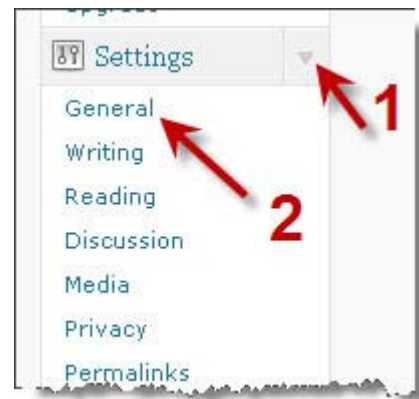 Settings
1
General
2
Writing
Reading
Discussion
Media
Privacy
Permalinks